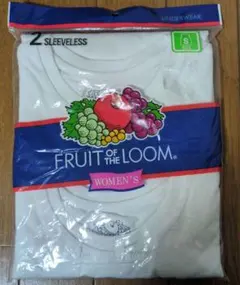 2 SLEEVELESS
FRUIT OF THE LOOM®
WOMEN'S